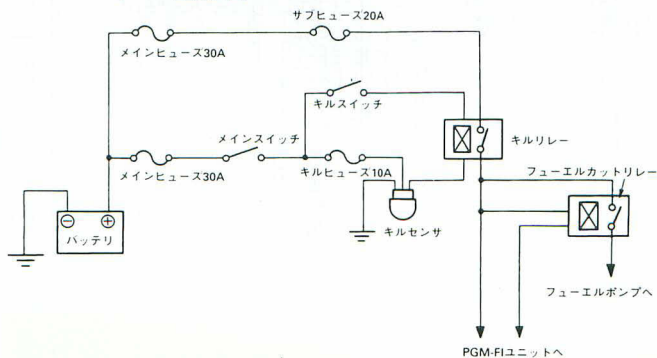 サブヒューズ20A
メインヒューズ30A
キルスイッチ
メインスイッチ
キルリレー
メインヒューズ30A
キルヒューズ10A
フューエルカットリレー
⊖ ⊕
バッテリ
キルセンサ
フューエルポンプへ
PGM-FIユニットへ